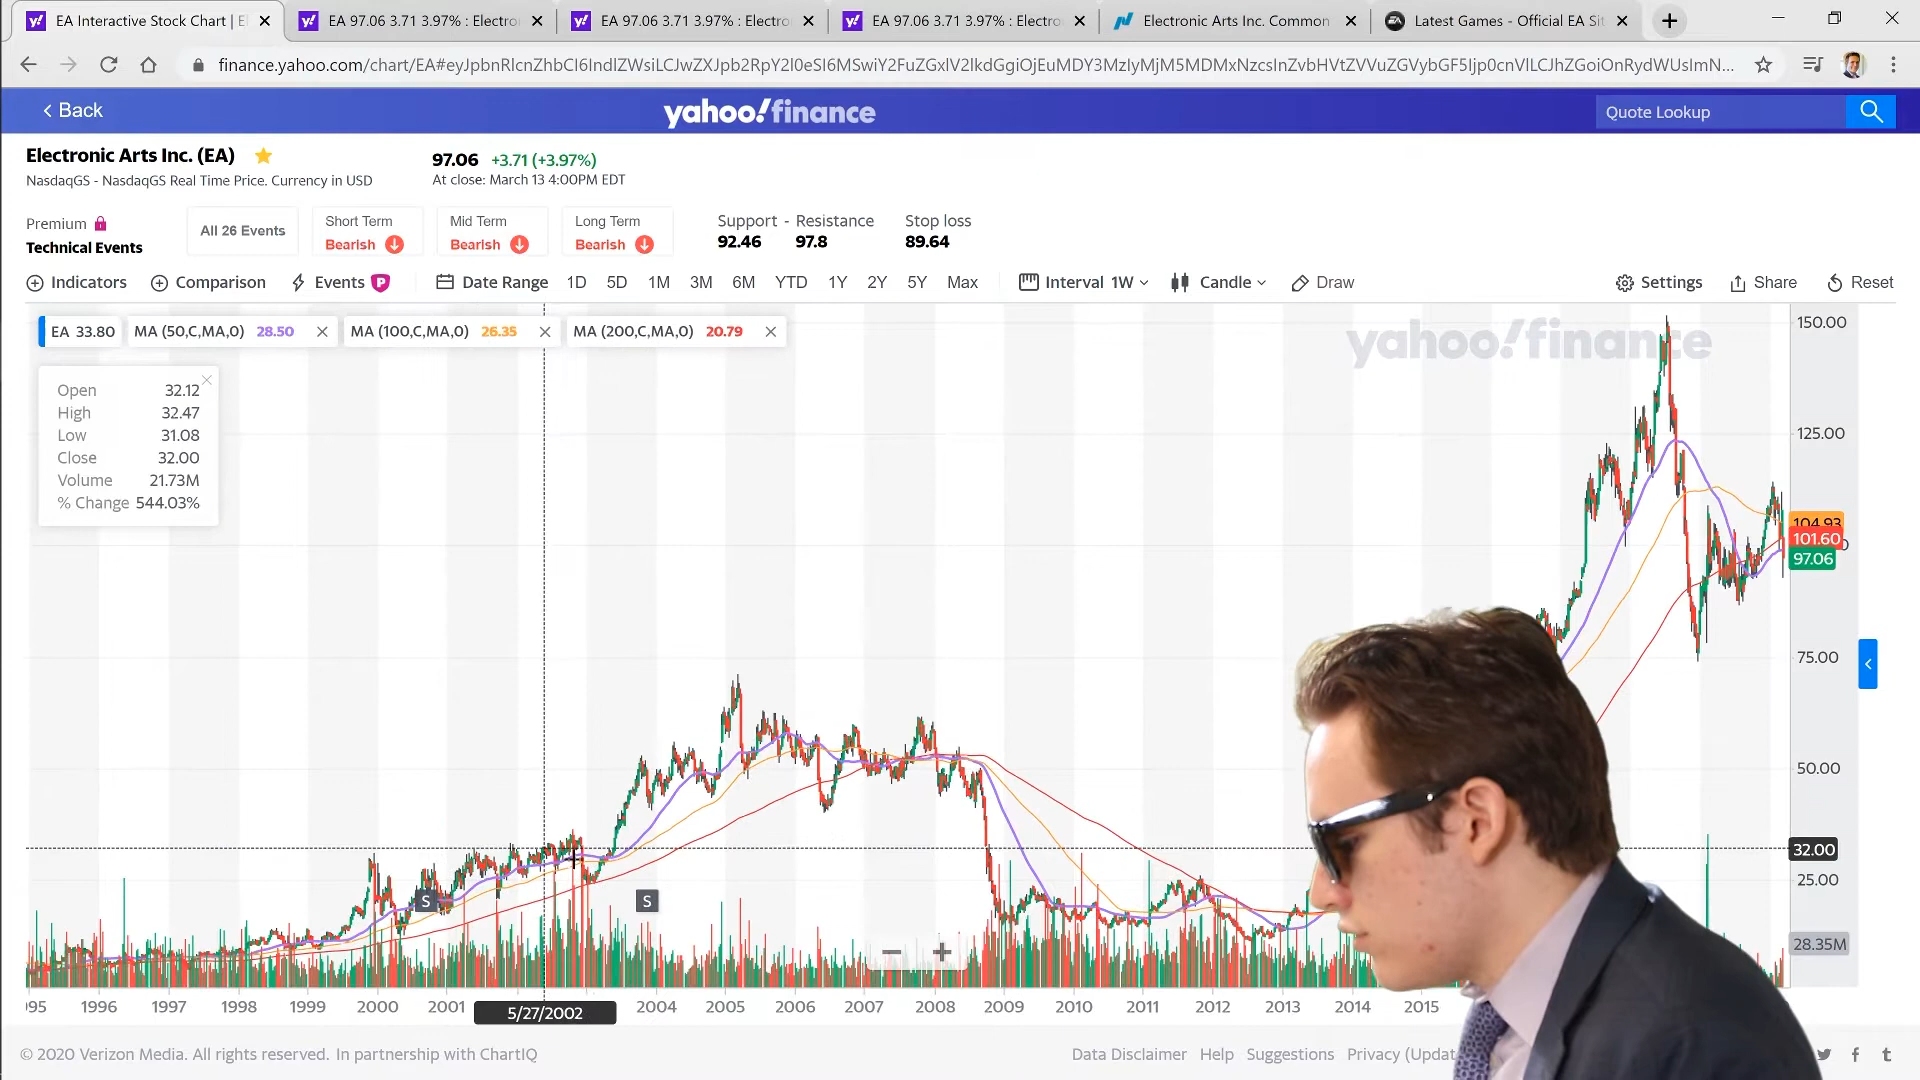 EA Interactive Stock Chart | E
EA 97.06 3.71 3.97% : Electro
EA 97.06 3.71 3.97% : Electro
EA 97.06 3.71 3.97% : Electro
Electronic Arts Inc. Common
Latest Games - Official EA Sit
Back
yahoo!finance
Quote Lookup
Electronic Arts Inc. (EA)
97.06 +3.71 (+3.97%)
NasdaqGS - NasdaqGS Real Time Price. Currency in USD
At close: March 13 4:00PM EDT
Premium
Technical Events
All 26 Events
Short Term
Bearish
Mid Term
Bearish
Long Term
Bearish
Support - Resistance
92.46 97.8
Stop loss
89.64
Indicators
Comparison
Events P
Date Range 1D 5D 1M 3M 6M YTD 1Y 2Y 5Y Max
Interval 1W
Candle
Draw
Settings
Share
Reset
EA 33.80
MA (50,C,MA,0) 28.50
MA (100,C,MA,0) 26.35
MA (200,C,MA,0) 20.79
yahoo!finance
Open 32.12
High 32.47
Low 31.08
Close 32.00
Volume 21.73M
% Change 544.03%
150.00
125.00
104.93
101.60
97.06
75.00
50.00
32.00
25.00
28.35M
S
S
95 1996 1997 1998 1999 2000 2001 5/27/2002 2004 2005 2006 2007 2008 2009 2010 2011 2012 2013 2014 2015
© 2020 Verizon Media. All rights reserved. In partnership with ChartIQ
Data Disclaimer Help Suggestions Privacy (Updat